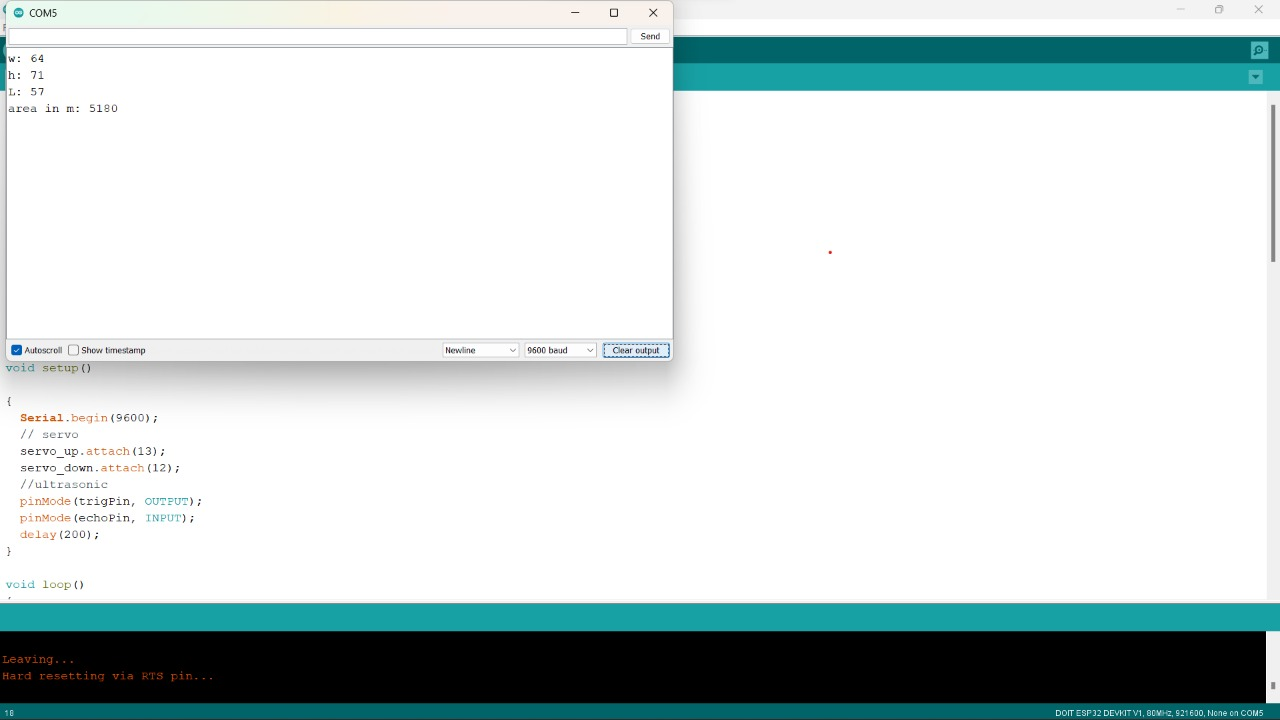 COM5
Send
w: 64
h: 71
L: 57
area in m: 5180
Autoscroll Show timestamp Newline 9600 baud Clear output
void setup()
{
Serial.begin(9600);
// servo
servo_up.attach(13);
servo_down.attach(12);
//ultrasonic
pinMode(trigPin, OUTPUT);
pinMode(echoPin, INPUT);
delay(200);
}
void loop()
Leaving...
Hard resetting via RTS pin...
18 DOIT ESP32 DEVKIT V1, 80MHz, 921600, None on COM5